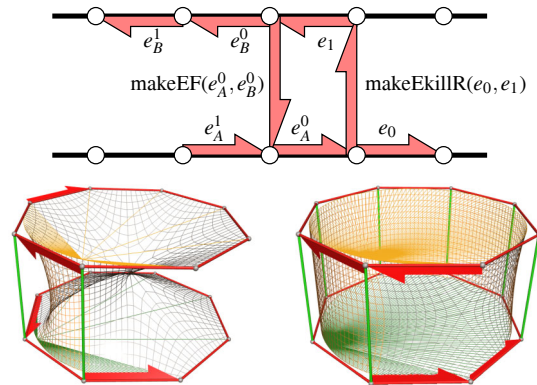 e_B^1 e_B^0 e_1
makeEF(e_A^0, e_B^0) makeEkillR(e_0, e_1)
e_A^1 e_A^0 e_0